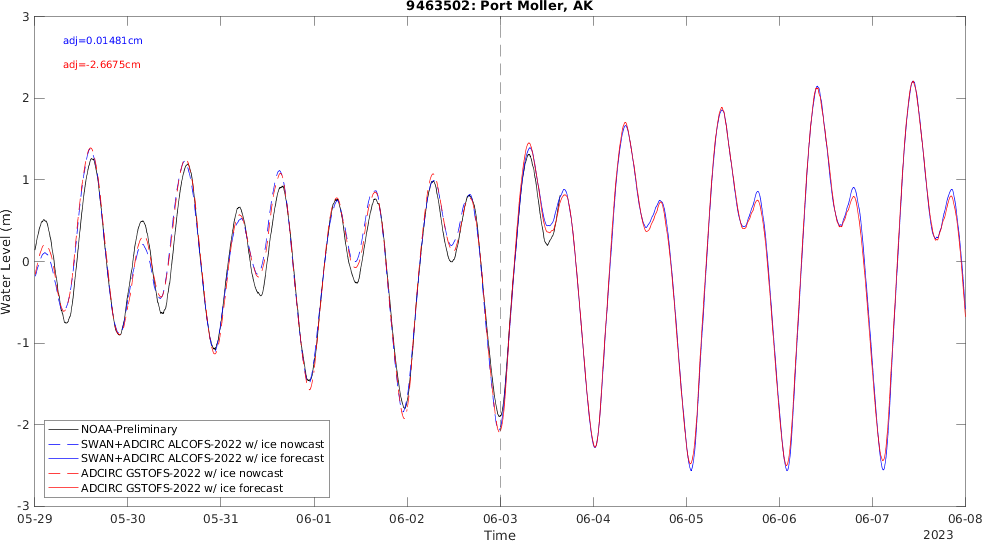 9463502: Port Moller, AK
adj=0.01481cm
adj=-2.6675cm
3
2
1
0
-1
-2
-3
Water Level (m)
NOAA-Preliminary
SWAN+ADCIRC ALCOFS-2022 w/ ice nowcast
SWAN+ADCIRC ALCOFS-2022 w/ ice forecast
ADCIRC GSTOFS-2022 w/ ice nowcast
ADCIRC GSTOFS-2022 w/ ice forecast
05-29 05-30 05-31 06-01 06-02 06-03 06-04 06-05 06-06 06-07 06-08
Time
2023